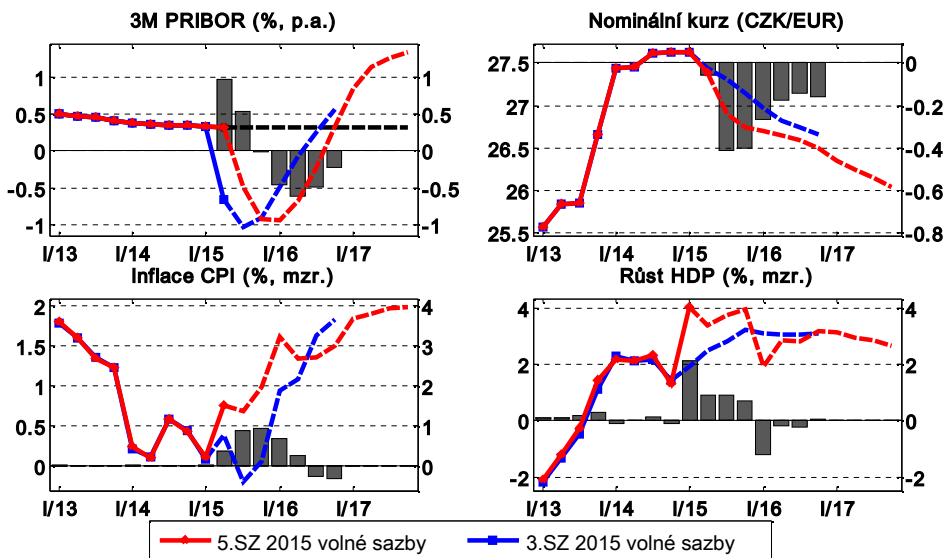 3M PRIBOR (%, p.a.)
1
0.5
0
-0.5
-1
1
0.5
0
-0.5
-1
I/13
I/14
I/15
I/16
I/17
Nominální kurz (CZK/EUR)
27.5
27
26.5
26
25.5
0
-0.2
-0.4
-0.6
-0.8
I/13
I/14
I/15
I/16
I/17
Inflace CPI (%, mzr.)
2
1.5
1
0.5
0
4
3
2
1
0
I/13
I/14
I/15
I/16
I/17
Růst HDP (%, mzr.)
4
2
0
-2
4
2
0
-2
I/13
I/14
I/15
I/16
I/17
5.SZ 2015 volné sazby
3.SZ 2015 volné sazby